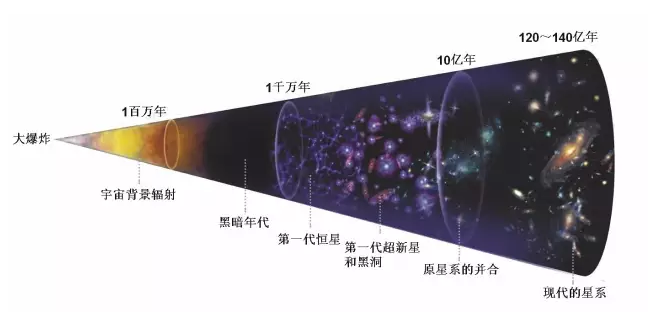 120～140亿年
10亿年
1千万年
1百万年
大爆炸
宇宙背景辐射
黑暗年代
第一代恒星
第一代超新星
和黑洞
原星系的并合
现代的星系